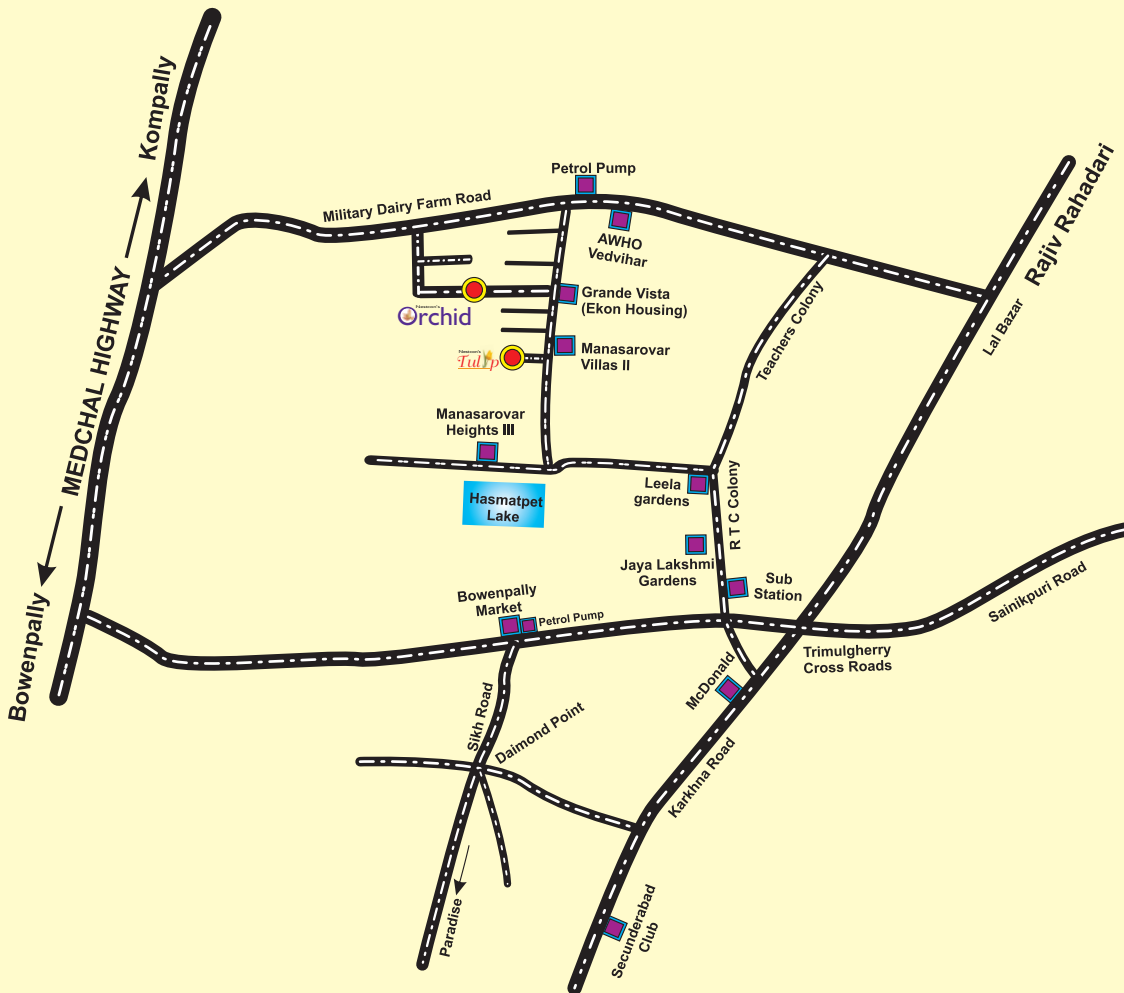 Kompally
MEDCHAL HIGHWAY
Bowenpally
Military Dairy Farm Road
Petrol Pump
AWHO
Vedvihar
Rajiv Rahadari
Lal Bazar
Teachers Colony
Grande Vista
(Ekon Housing)
Orchid
Manasarovar
Villas II
Tulip
Manasarovar
Heights III
Hasmatpet
Lake
Leela
gardens
R T C Colony
Jaya Lakshmi
Gardens
Sub
Station
Bowenpally
Market
Petrol Pump
Sainikpuri Road
Trimulgherry
Cross Roads
McDonald
Sikh Road
Daimond Point
Karkhna Road
Paradise
Secunderabad
Club